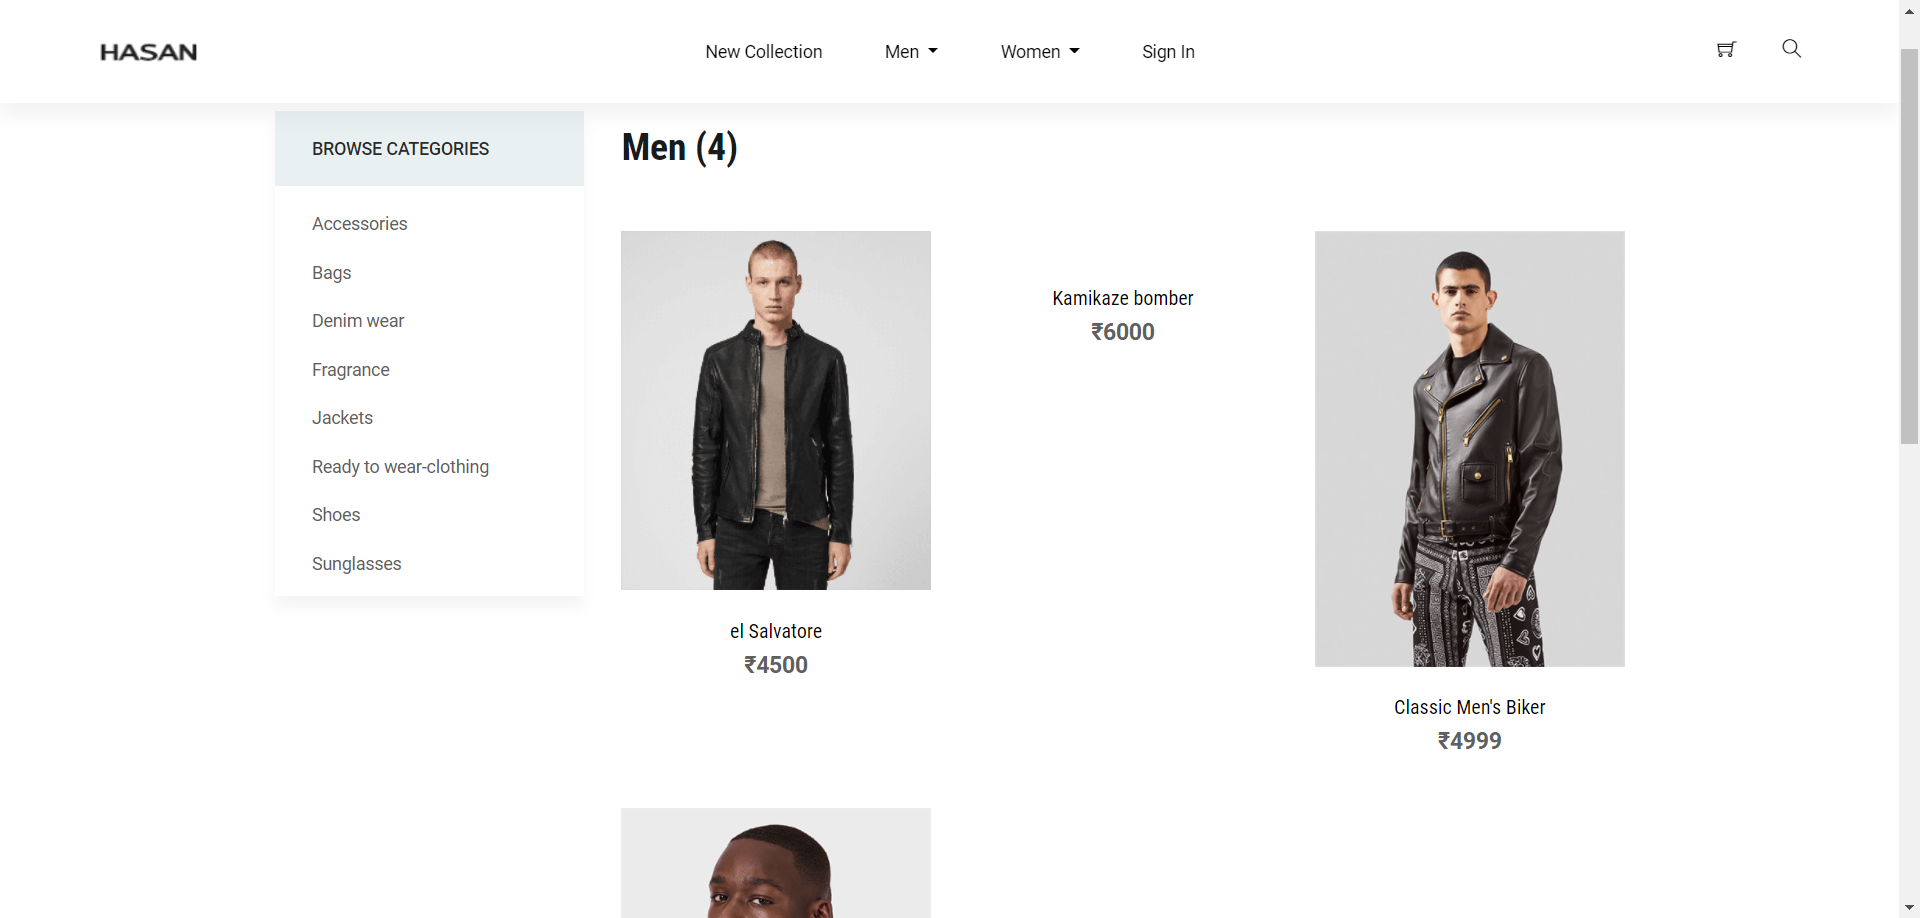 HASAN
New Collection
Men
Women
Sign In
BROWSE CATEGORIES
Accessories
Bags
Denim wear
Fragrance
Jackets
Ready to wear-clothing
Shoes
Sunglasses
Men (4)
el Salvatore
₹4500
Kamikaze bomber
₹6000
Classic Men's Biker
₹4999